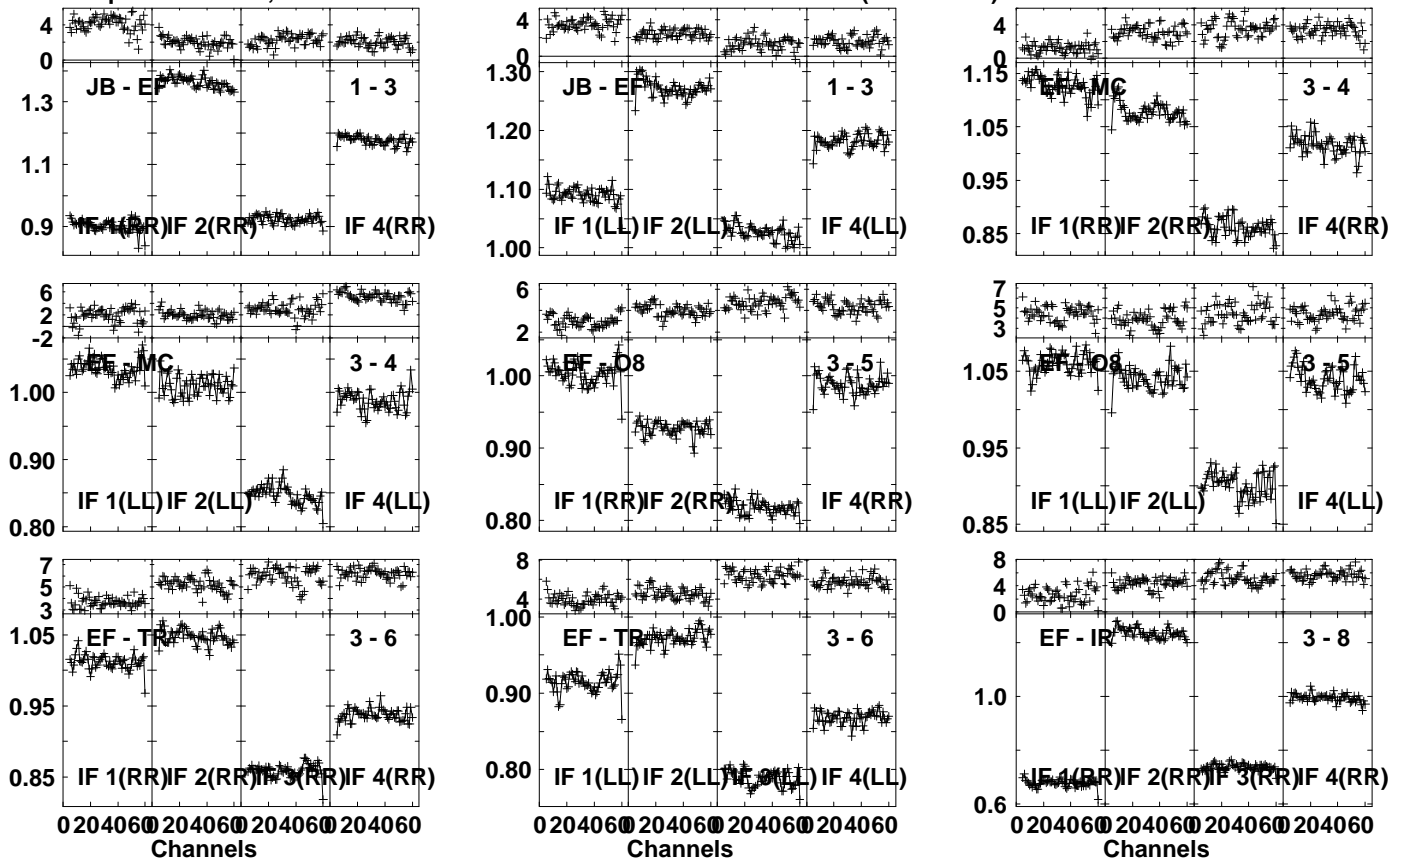 4 2 0 4 2 0 4 2 0
JB - EF 1 - 3 JB - EF 1 - 3 EF - MC 3 - 4
1.3 1.1 0.9
1.30 1.20 1.10 1.00
1.15 1.05 0.95 0.85
IF 1(RR) IF 2(RR) IF 4(RR) IF 1(LL) IF 2(LL) IF 4(LL) IF 1(RR) IF 2(RR) IF 4(RR)
6 2 -2 6 2 7 5 3
EF - MC 3 - 4 EF - O8 3 - 5 EF - O8 3 - 5
1.00 0.90 0.80
1.00 0.90 0.80
1.05 0.95 0.85
IF 1(LL) IF 2(LL) IF 4(LL) IF 1(RR) IF 2(RR) IF 4(RR) IF 1(LL) IF 2(LL) IF 4(LL)
7 5 3 8 4 8 4 0
EF - TR 3 - 6 EF - TR 3 - 6 EF - IR 3 - 8
1.05 0.95 0.85
1.00 0.90 0.80
1.0 0.6
IF 1(RR) IF 2(RR) IF 3(RR) IF 4(RR) IF 1(LL) IF 2(LL) IF 3(LL) IF 4(LL) IF 1(RR) IF 2(RR) IF 3(RR) IF 4(RR)
0 204060 0 204060 0 204060 0 204060 0 204060 0 204060 0 204060 0 204060 0 204060 0 204060 0 204060 0 204060
Channels Channels Channels